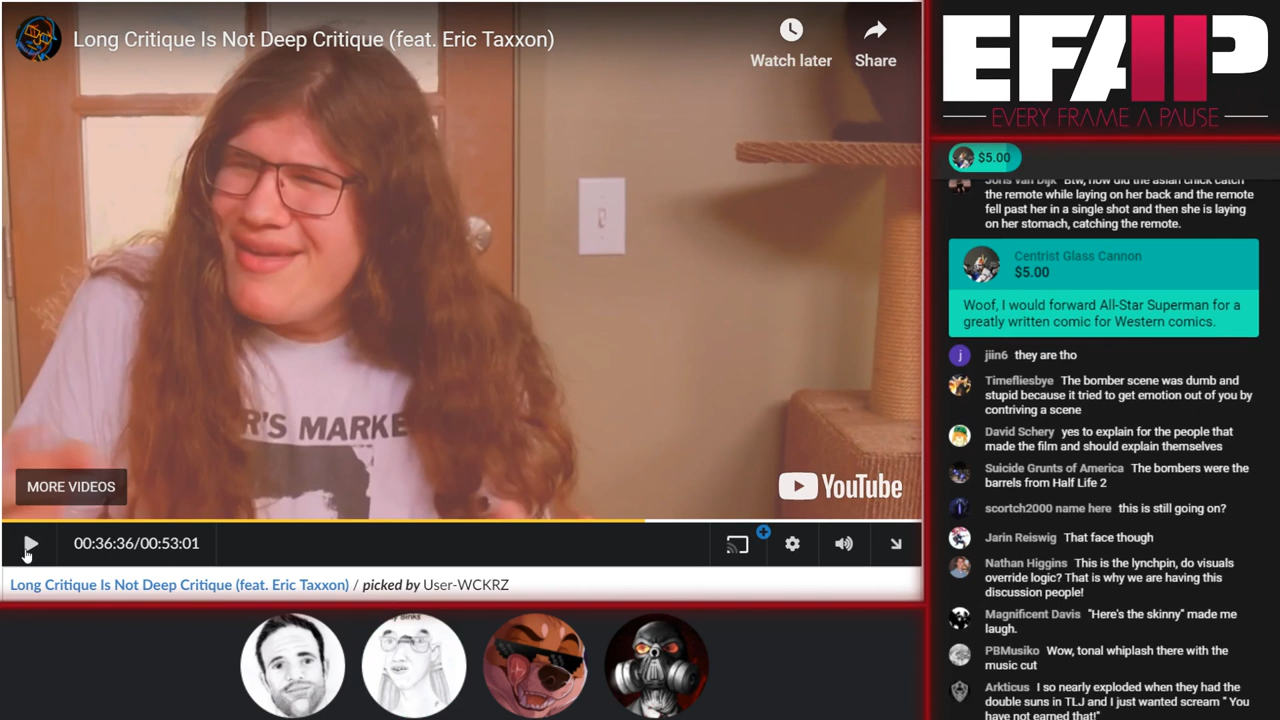 Long Critique Is Not Deep Critique (feat. Eric Taxxon)
Watch later
Share
R'S MARKE
MORE VIDEOS
YouTube
00:36:36/00:53:01
Long Critique Is Not Deep Critique (feat. Eric Taxxon) / picked by User-WCKRZ
EFAP
EVERY FRAME A PAUSE
$5.00
Joris van Dijk Btw, how did the asian chick catch
the remote while laying on her back and the remote
fell past her in a single shot and then she is laying
on her stomach, catching the remote.
Centrist Glass Cannon
$5.00
Woof, I would forward All-Star Superman for a
greatly written comic for Western comics.
j
jiin6 they are tho
Timefliesbye The bomber scene was dumb and
stupid because it tried to get emotion out of you by
contriving a scene
David Schery yes to explain for the people that
made the film and should explain themselves
Suicide Grunts of America The bombers were the
barrels from Half Life 2
scortch2000 name here this is still going on?
Jarin Reiswig That face though
Nathan Higgins This is the lynchpin, do visuals
override logic? That is why we are having this
discussion people!
Magnificent Davis "Here's the skinny" made me
laugh.
PBMusiko Wow, tonal whiplash there with the
music cut
Arkticus I so nearly exploded when they had the
double suns in TLJ and I just wanted scream " You
have not earned that!"